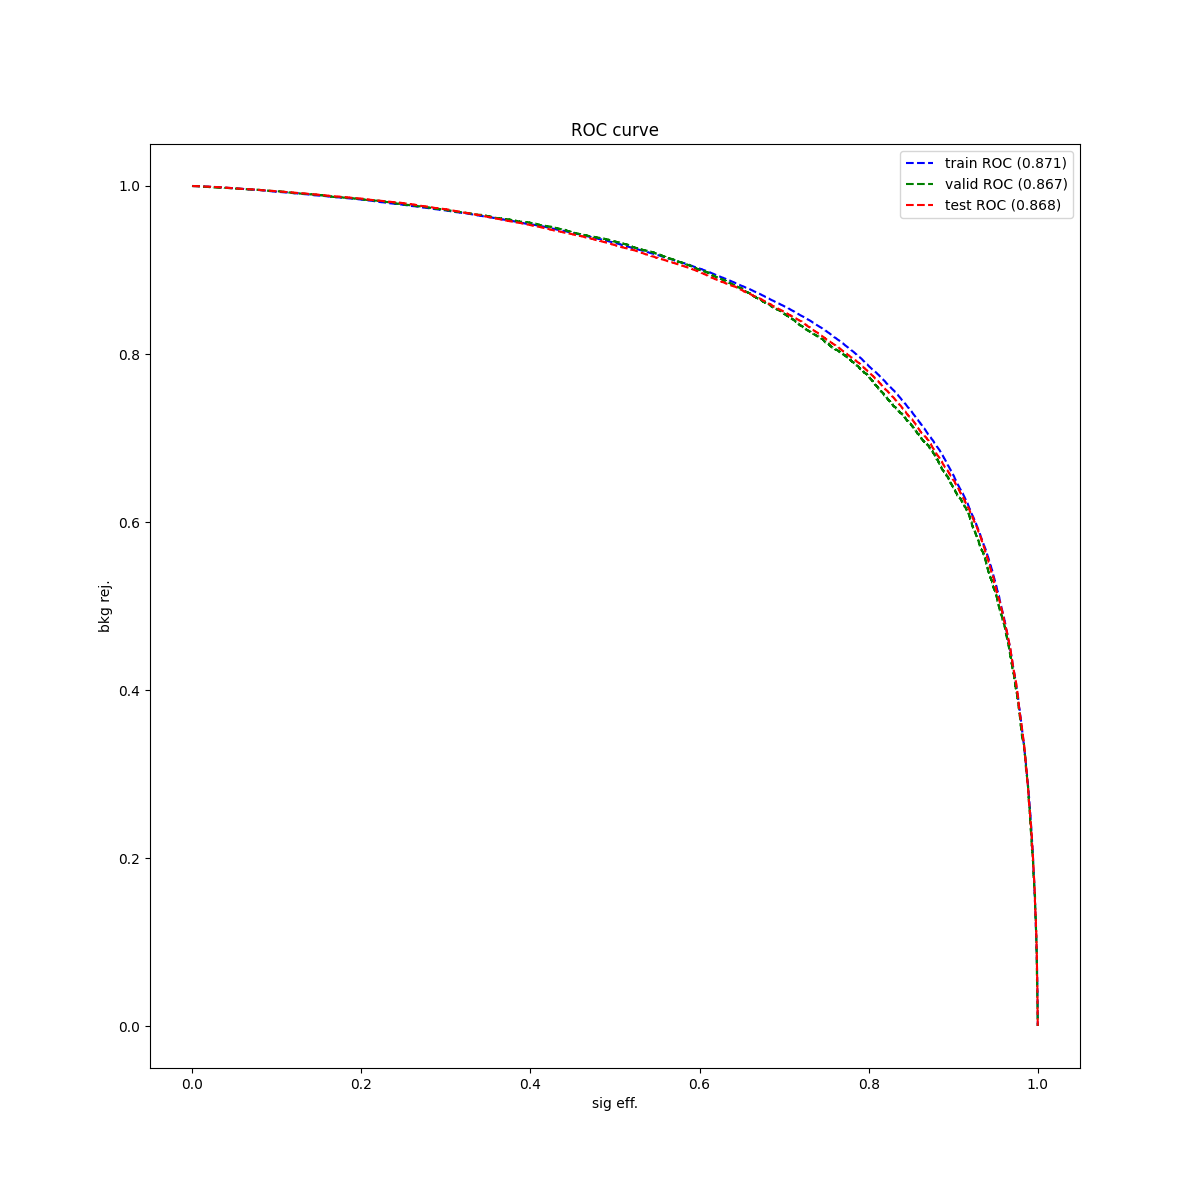 ROC curve
train ROC (0.871)
valid ROC (0.867)
test ROC (0.868)
1.0
0.8
0.6
0.4
0.2
0.0
bkg rej.
0.0 0.2 0.4 0.6 0.8 1.0
sig eff.